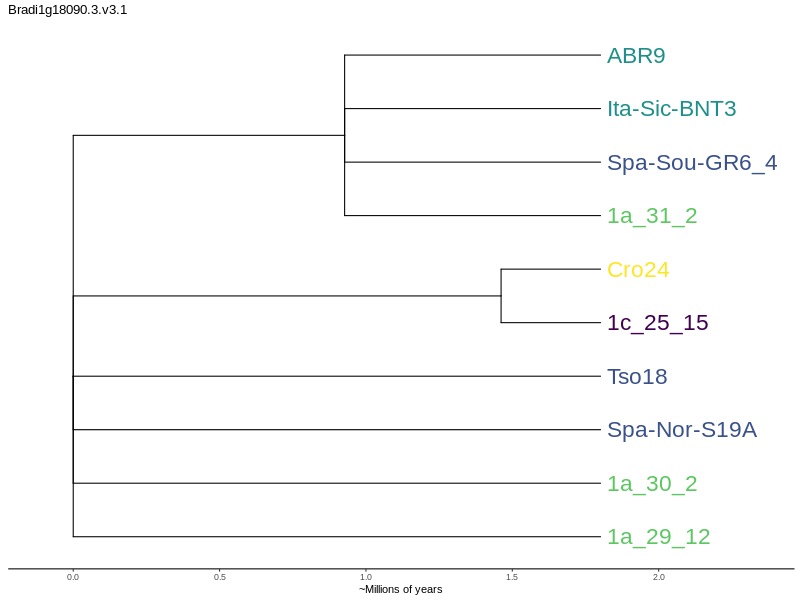 Bradi1g18090.3.v3.1
ABR9
Ita-Sic-BNT3
Spa-Sou-GR6_4
1a_31_2
Cro24
1c_25_15
Tso18
Spa-Nor-S19A
1a_30_2
1a_29_12
0.0 0.5 1.0 1.5 2.0
~Millions of years